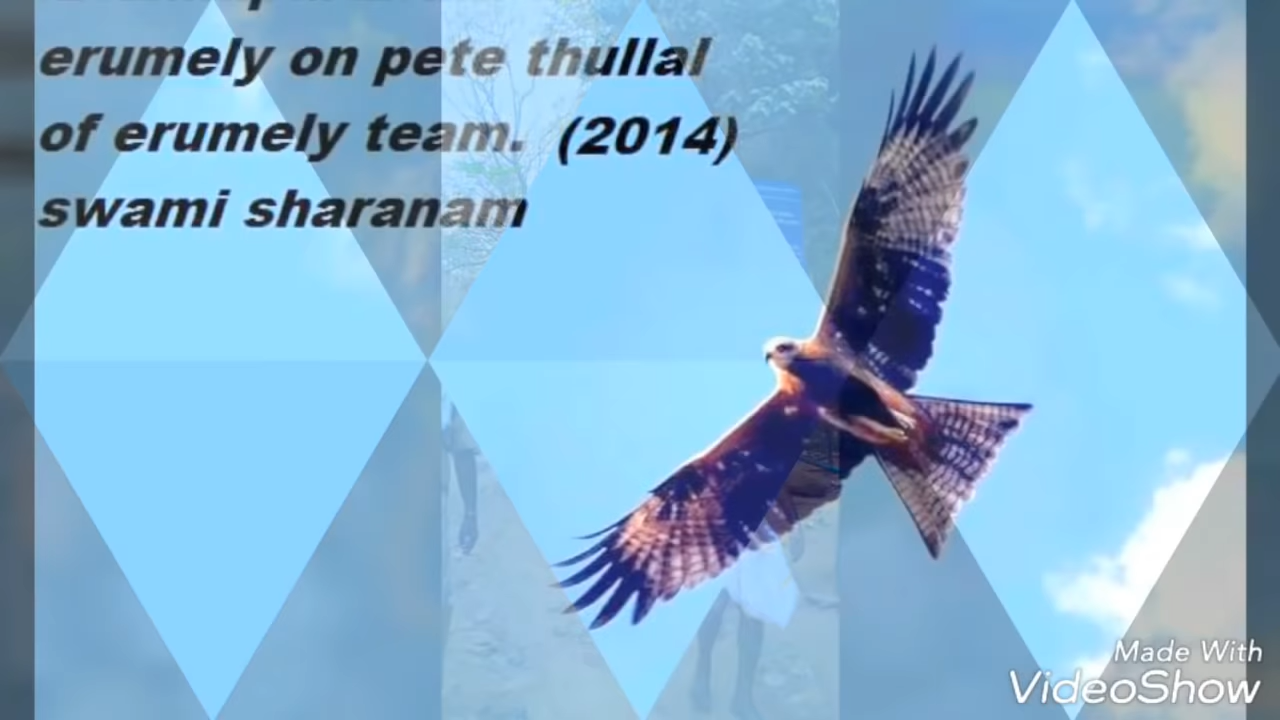 erumely on pete thullal
of erumely team. (2014)
swami sharanam
Made With
VideoShow